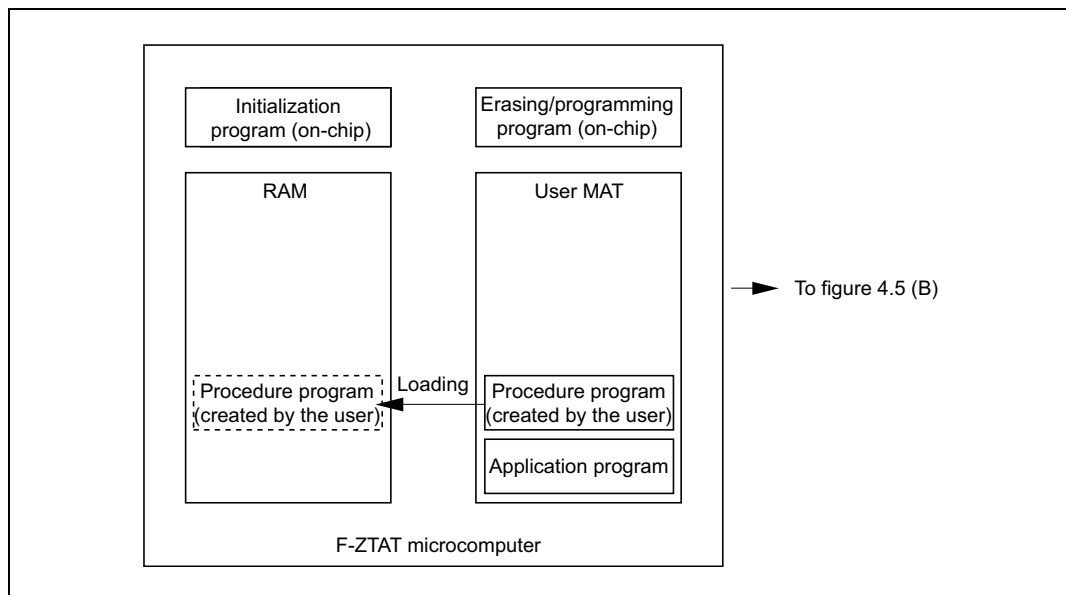 Initialization
program (on-chip)
Erasing/programming
program (on-chip)
RAM
User MAT
To figure 4.5 (B)
Procedure program
(created by the user)
Loading
Procedure program
(created by the user)
Application program
F-ZTAT microcomputer